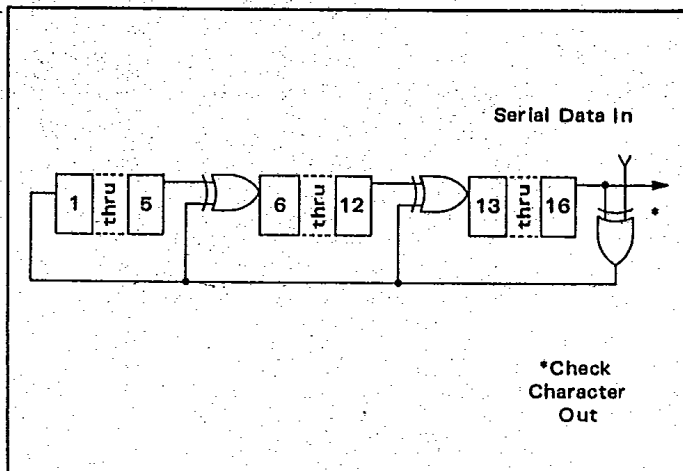 Serial Data In
1 thru 5 6 thru 12 13 thru 16 *
*Check
Character
Out